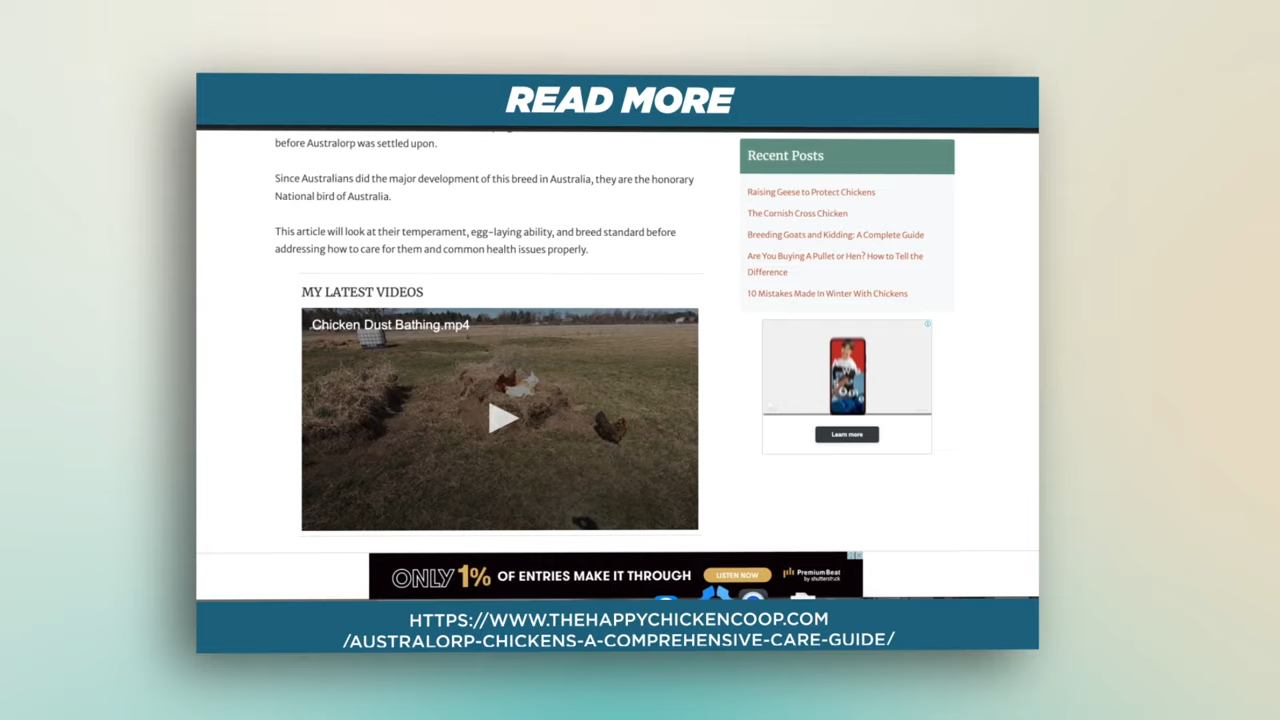 READ MORE
before Australorp was settled upon.
Since Australians did the major development of this breed in Australia, they are the honorary
National bird of Australia.
This article will look at their temperament, egg-laying ability, and breed standard before
addressing how to care for them and common health issues properly.
MY LATEST VIDEOS
Chicken Dust Bathing.mp4
Recent Posts
Raising Geese to Protect Chickens
The Cornish Cross Chicken
Breeding Goats and Kidding: A Complete Guide
Are You Buying A Pullet or Hen? How to Tell the
Difference
10 Mistakes Made In Winter With Chickens
Learn more
ONLY 1% OF ENTRIES MAKE IT THROUGH
LISTEN NOW
PremiumBeat
by shutterstock
HTTPS://WWW.THEHAPPYCHICKENCOOP.COM
/AUSTRALORP-CHICKENS-A-COMPREHENSIVE-CARE-GUIDE/